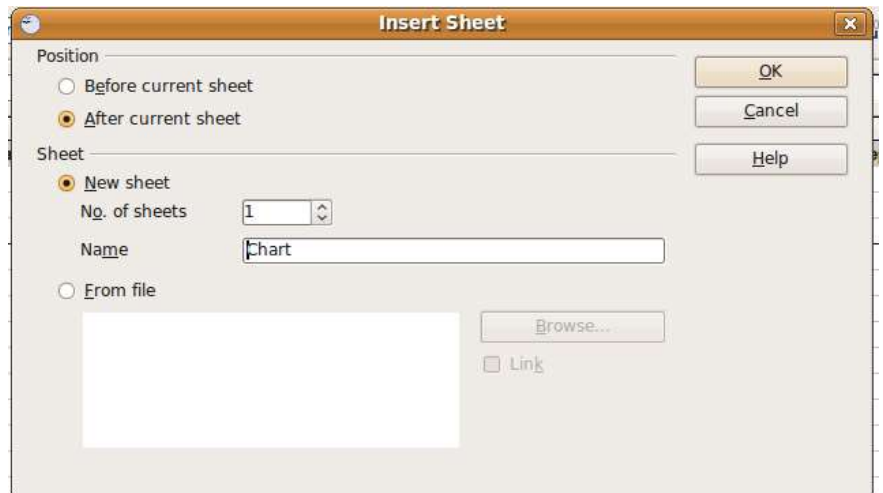 Insert Sheet
Position
Before current sheet
After current sheet
OK
Cancel
Help
Sheet
New sheet
No. of sheets 1
Name Chart
From file
Browse...
Link